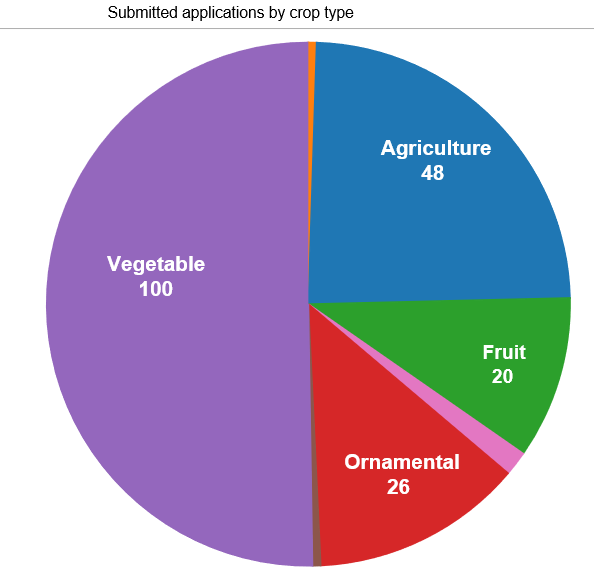 Submitted applications by crop type
Agriculture
48
Vegetable
100
Fruit
20
Ornamental
26